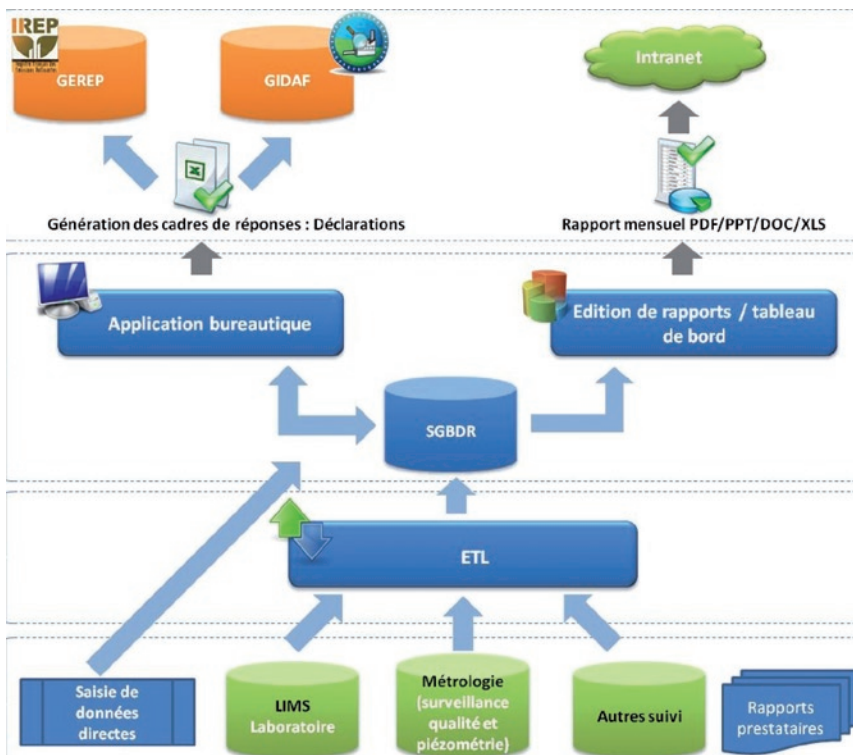 IREP
GEREP
GIDAF
Intranet
Génération des cadres de réponses : Déclarations
Rapport mensuel PDF/PPT/DOC/XLS
Application bureautique
Edition de rapports / tableau
de bord
SGBDR
ETL
Saisie de
données
directes
LIMS
Laboratoire
Métrologie
(surveillance
qualité et
piézométrie)
Autres suivi
Rapports
prestataires